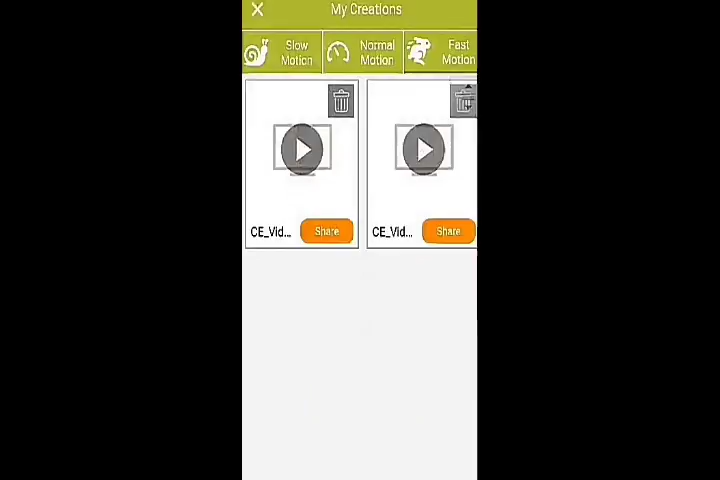 My Creations
Slow
Motion
Normal
Motion
Fast
Motion
CE_Vid...
Share
CE_Vid...
Share